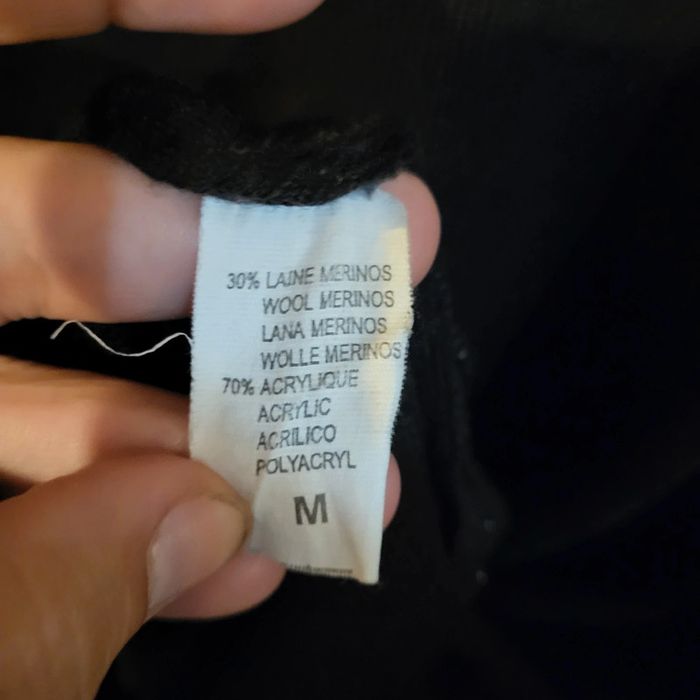 30% LAINE MERINOS
WOOL MERINOS
LANA MERINOS
WOLLE MERINOS
70% ACRYLIQUE
ACRYLIC
ACRILICO
POLYACRYL
M